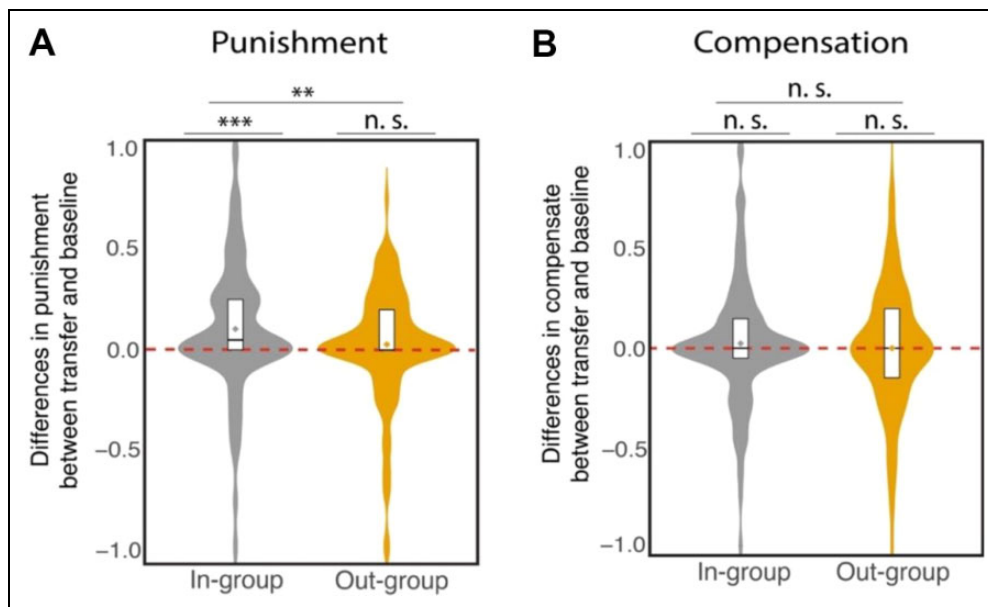 A
Punishment
**
***
n. s.
Differences in punishment
between transfer and baseline
1.0
0.5
0.0
−0.5
−1.0
In-group
Out-group
B
Compensation
n. s.
n. s.
n. s.
Differences in compensate
between transfer and baseline
1.0
0.5
0.0
−0.5
−1.0
In-group
Out-group